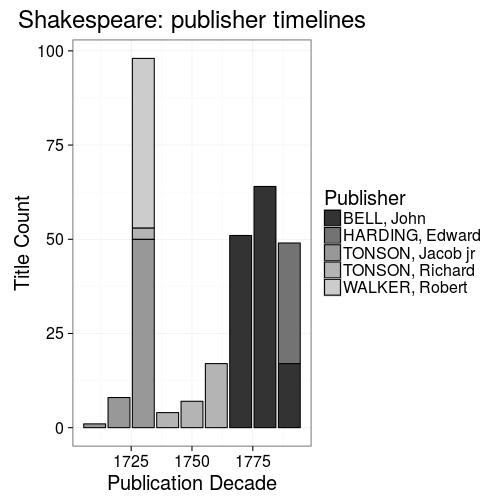 Shakespeare: publisher timelines
100
75
50
25
0
Title Count
1725
1750
1775
Publication Decade
Publisher
BELL, John
HARDING, Edward
TONSON, Jacob jr
TONSON, Richard
WALKER, Robert